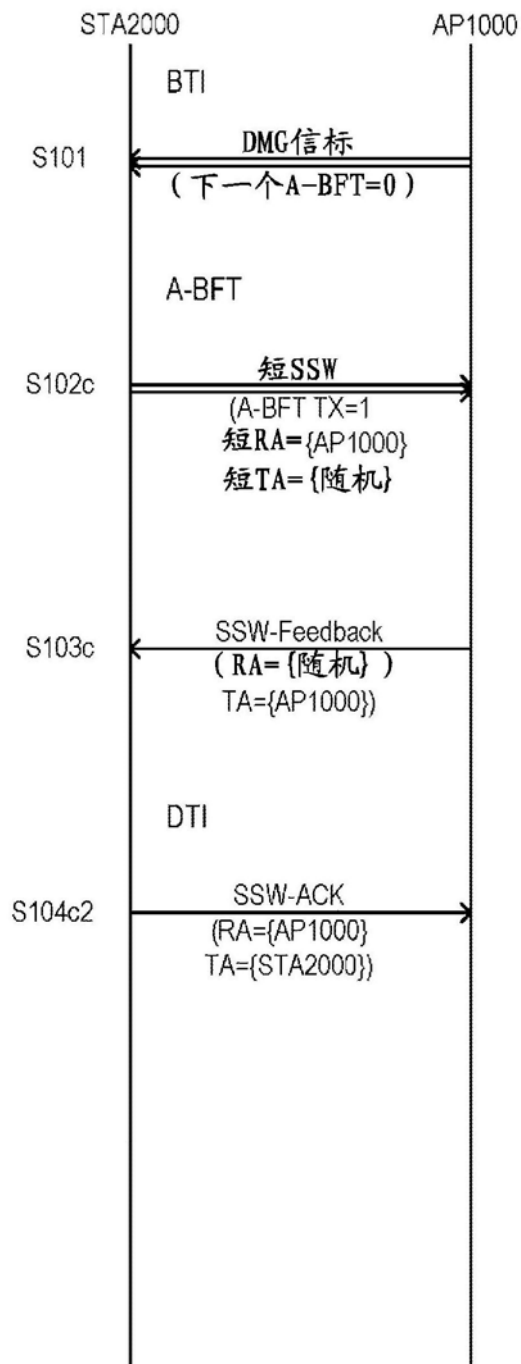 STA2000 AP1000
BTI
S101 DMG信标
(下一个A-BFT=0)
A-BFT
S102c 短SSW
(A-BFT TX=1
短RA={AP1000}
短TA={随机}
S103c SSW-Feedback
(RA={随机})
TA={AP1000})
DTI
S104c2 SSW-ACK
(RA={AP1000}
TA={STA2000})